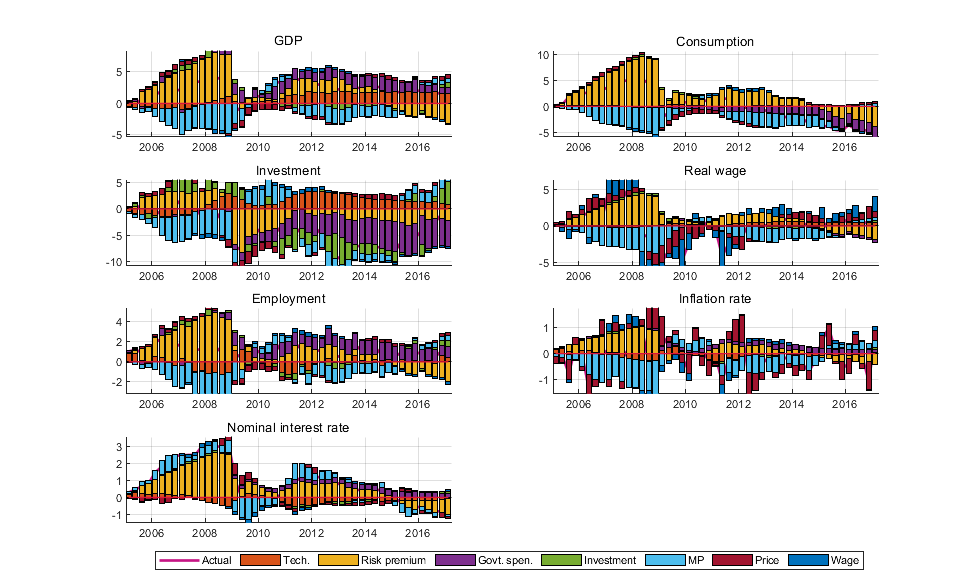 GDP
5
0
-5
2006 2008 2010 2012 2014 2016
Consumption
10
5
0
-5
2006 2008 2010 2012 2014 2016
Investment
5
0
-5
-10
2006 2008 2010 2012 2014 2016
Real wage
5
0
-5
2006 2008 2010 2012 2014 2016
Employment
4
2
0
-2
2006 2008 2010 2012 2014 2016
Inflation rate
1
0
-1
2006 2008 2010 2012 2014 2016
Nominal interest rate
3
2
1
0
-1
2006 2008 2010 2012 2014 2016
Actual Tech. Risk premium Govt. spen. Investment MP Price Wage